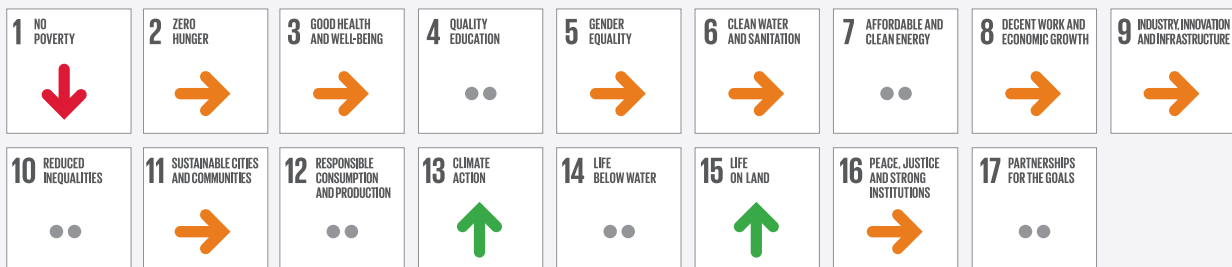 1 NO
POVERTY
2 ZERO
HUNGER
3 GOOD HEALTH
AND WELL-BEING
4 QUALITY
EDUCATION
5 GENDER
EQUALITY
6 CLEAN WATER
AND SANITATION
7 AFFORDABLE AND
CLEAN ENERGY
8 DECENT WORK AND
ECONOMIC GROWTH
9 INDUSTRY, INNOVATION
AND INFRASTRUCTURE
10 REDUCED
INEQUALITIES
11 SUSTAINABLE CITIES
AND COMMUNITIES
12 RESPONSIBLE
CONSUMPTION
AND PRODUCTION
13 CLIMATE
ACTION
14 LIFE
BELOW WATER
15 LIFE
ON LAND
16 PEACE, JUSTICE
AND STRONG
INSTITUTIONS
17 PARTNERSHIPS
FOR THE GOALS